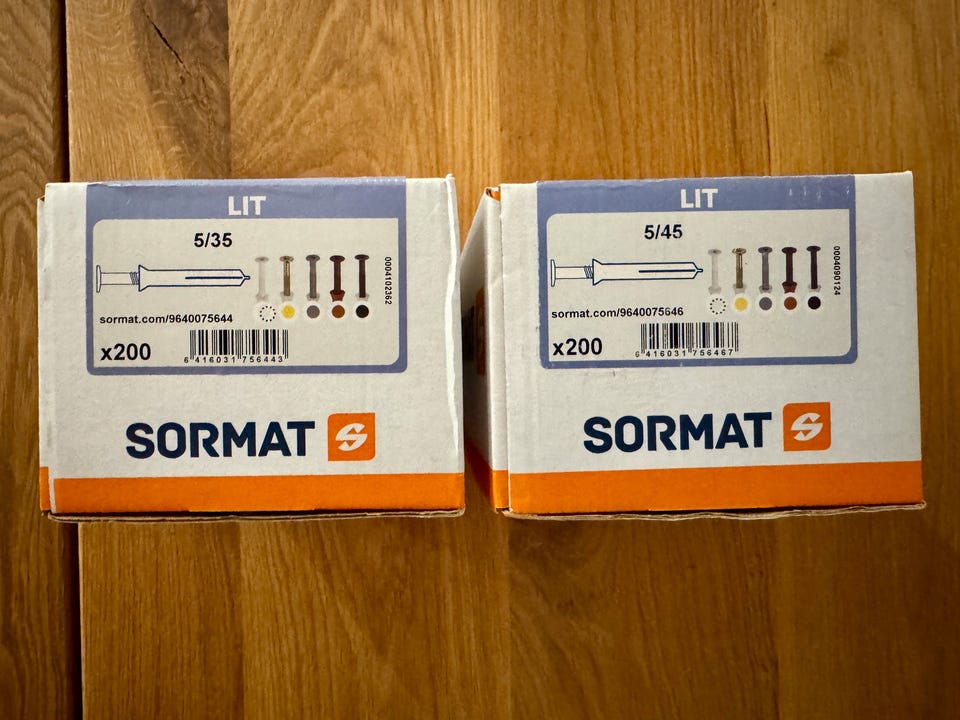 LIT
5/35
0004102362
sormat.com/9640075644
x200
6 416031 756443
SORMAT
LIT
5/45
0004090124
sormat.com/9640075646
x200
6 416031 756467
SORMAT